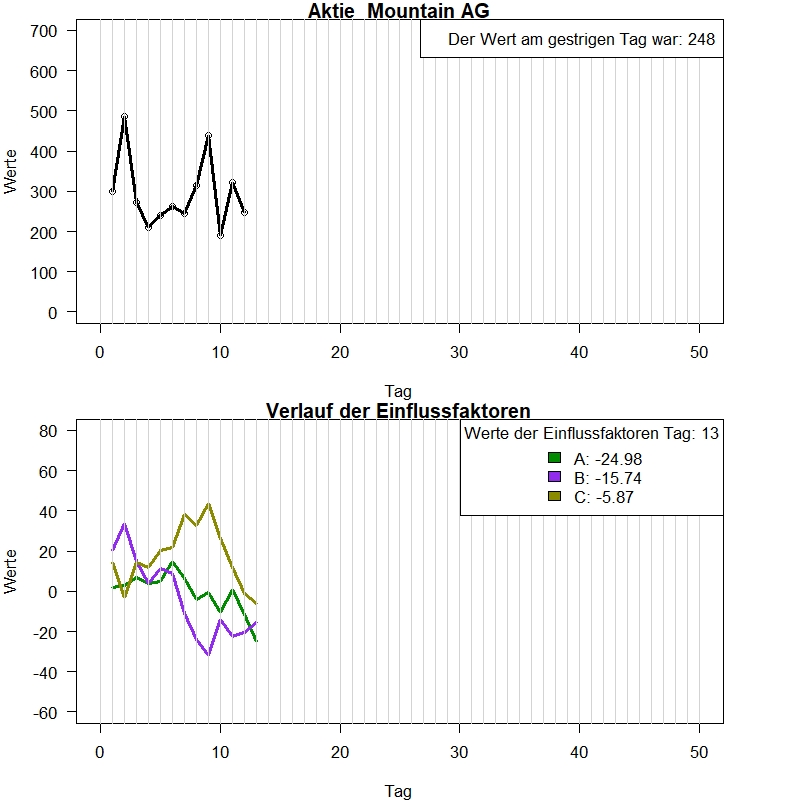 Aktie  Mountain AG
Der Wert am gestrigen Tag war: 248
Werte
700
600
500
400
300
200
100
0
0 10 20 30 40 50
Tag
Verlauf der Einflussfaktoren
Werte der Einflussfaktoren Tag: 13
A: -24.98
B: -15.74
C: -5.87
Werte
80
60
40
20
0
-20
-40
-60
0 10 20 30 40 50
Tag